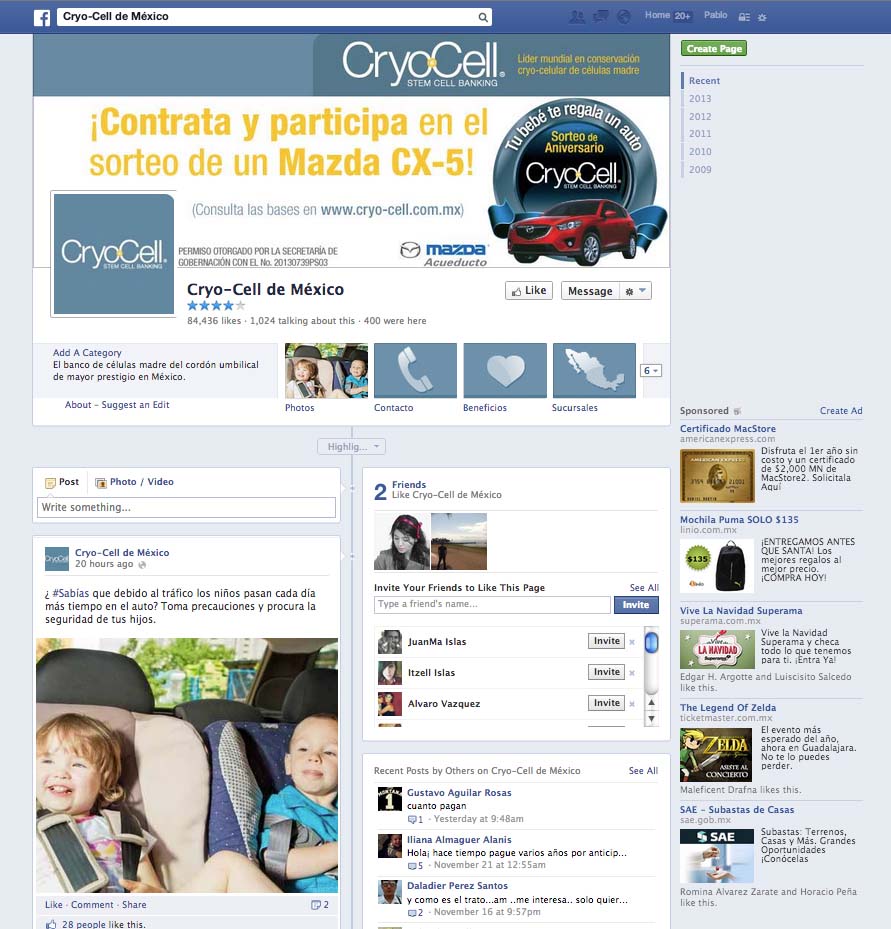 Cryo-Cell de México
Home 20+ Pablo
CryoCell.
STEM CELL BANKING
Líder mundial en conservación
cryo-celular de células madre
¡Contrata y participa en el
sorteo de un Mazda CX-5!
(Consulta las bases en www.cryo-cell.com.mx)
PERMISO OTORGADO POR LA SECRETARÍA DE
GOBERNACIÓN CON EL No. 20130739PS03
mazda
Acueducto
Tu bebé te regala un auto
Sorteo de
Aniversario
CryoCell.
STEM CELL BANKING
CryoCell.
STEM CELL BANKING
Cryo-Cell de México
84,436 likes · 1,024 talking about this · 400 were here
Like
Message
Add A Category
El banco de células madre del cordón umbilical
de mayor prestigio en México.
About – Suggest an Edit
Photos
Contacto
Beneficios
Sucursales
6
Highlig...
Post
Photo / Video
Write something...
Cryo-Cell de México
20 hours ago
¿ #Sabías que debido al tráfico los niños pasan cada día
más tiempo en el auto? Toma precauciones y procura la
seguridad de tus hijos.
Like · Comment · Share
2
28 people like this.
2 Friends
Like Cryo-Cell de México
Invite Your Friends to Like This Page
See All
Type a friend's name...
Invite
JuanMa Islas
Invite
Itzell Islas
Invite
Alvaro Vazquez
Invite
Recent Posts by Others on Cryo-Cell de México
See All
Gustavo Aguilar Rosas
cuanto pagan
1 · Yesterday at 9:48am
Iliana Almaguer Alanis
Hola¡ hace tiempo pague varios años por anticip...
5 · November 21 at 12:55am
Daladier Perez Santos
y como es el trato...am ..me interesa.. solo quier...
2 · November 16 at 9:57pm
Create Page
Recent
2013
2012
2011
2010
2009
Sponsored
Create Ad
Certificado MacStore
americanexpress.com
AMERICAN EXPRESS
Disfruta el 1er año sin
costo y un certificado
de $2,000 MN de
MacStore2. Solicítala
Aquí
Mochila Puma SOLO $135
linio.com.mx
$135
¡ENTREGAMOS ANTES
QUE SANTA! Los
mejores regalos al
mejor precio.
¡COMPRA HOY!
Vive La Navidad Superama
superama.com.mx
Vive
LA NAVIDAD
Superama
Vive la Navidad
Superama y checa
todo lo que tenemos
para ti. ¡Entra Ya!
Edgar H. Argotte and Luiscisito Salcedo
like this.
The Legend Of Zelda
ticketmaster.com.mx
ZELDA
ASISTE AL
CONCIERTO
El evento más
esperado del año,
ahora en Guadalajara.
No te lo puedes
perder.
Maleficent Drafna likes this.
SAE – Subastas de Casas
sae.gob.mx
SAE
Subastas: Terrenos,
Casas y Más. Grandes
Oportunidades
¡Conócelas
Romina Alvarez Zarate and Horacio Peña
like this.